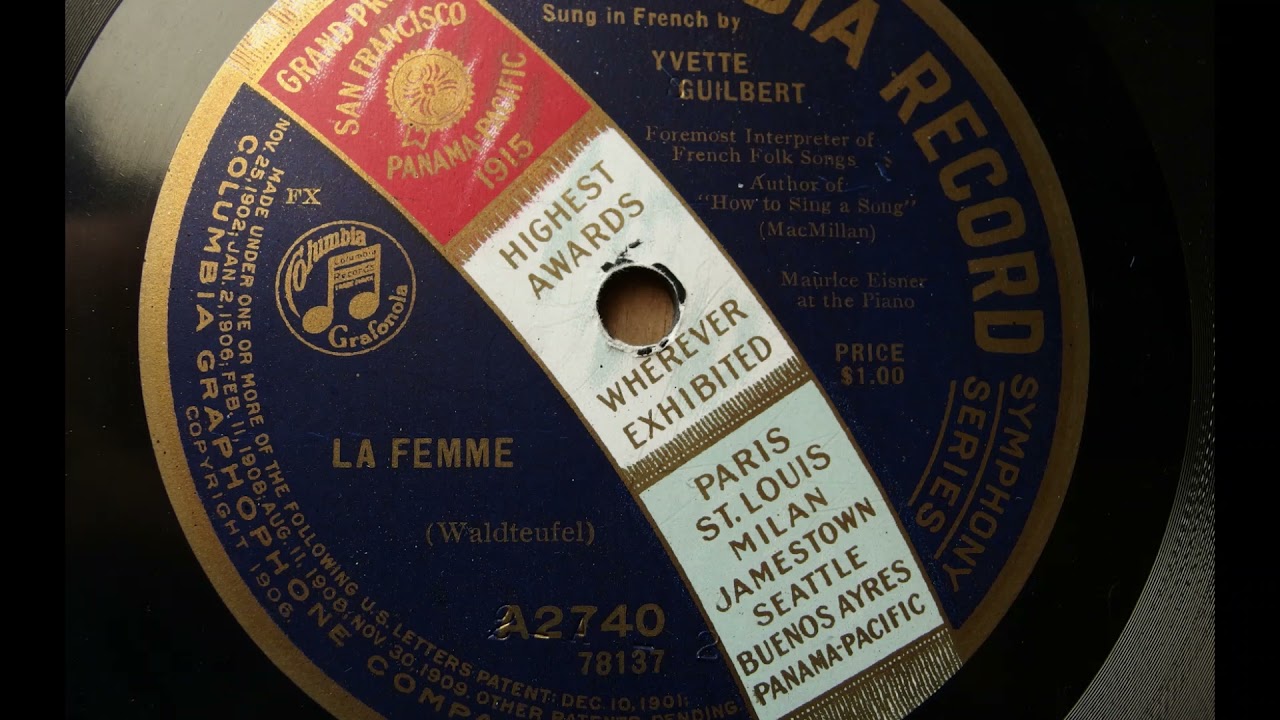 BIA RECORD
SYMPHONY
SERIES
Sung in French by
YVETTE
GUILBERT
Foremost Interpreter of
French Folk Songs
Author of
"How to Sing a Song"
(MacMillan)
Maurice Eisner
at the Piano
PRICE
$1.00
GRAND PR
SAN FRANCISCO
PANAMA-PACIFIC
1915
HIGHEST
AWARDS
WHEREVER
EXHIBITED
PARIS
ST. LOUIS
MILAN
JAMESTOWN
SEATTLE
BUENOS AYRES
PANAMA-PACIFIC
FX
Columbia
Columbia
Records
Grafonola
LA FEMME
(Waldteufel)
A2740
78137
MADE UNDER ONE OR MORE OF THE FOLLOWING U.S. LETTERS PATENT: DEC. 10, 1901;
NOV. 25, 1902; JAN. 2, 1906; FEB. 11, 1908; AUG. 11, 1908; NOV. 30, 1909. OTHER PATENTS PENDING
COLUMBIA GRAPHOPHONE COMPA
COPYRIGHT 1906.